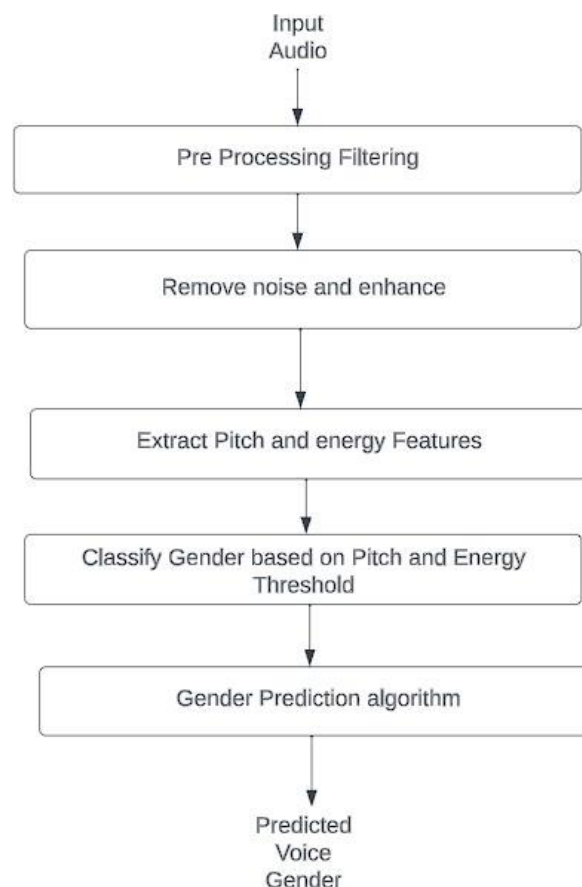 Input
Audio
Pre Processing Filtering
Remove noise and enhance
Extract Pitch and energy Features
Classify Gender based on Pitch and Energy
Threshold
Gender Prediction algorithm
Predicted
Voice
Gender